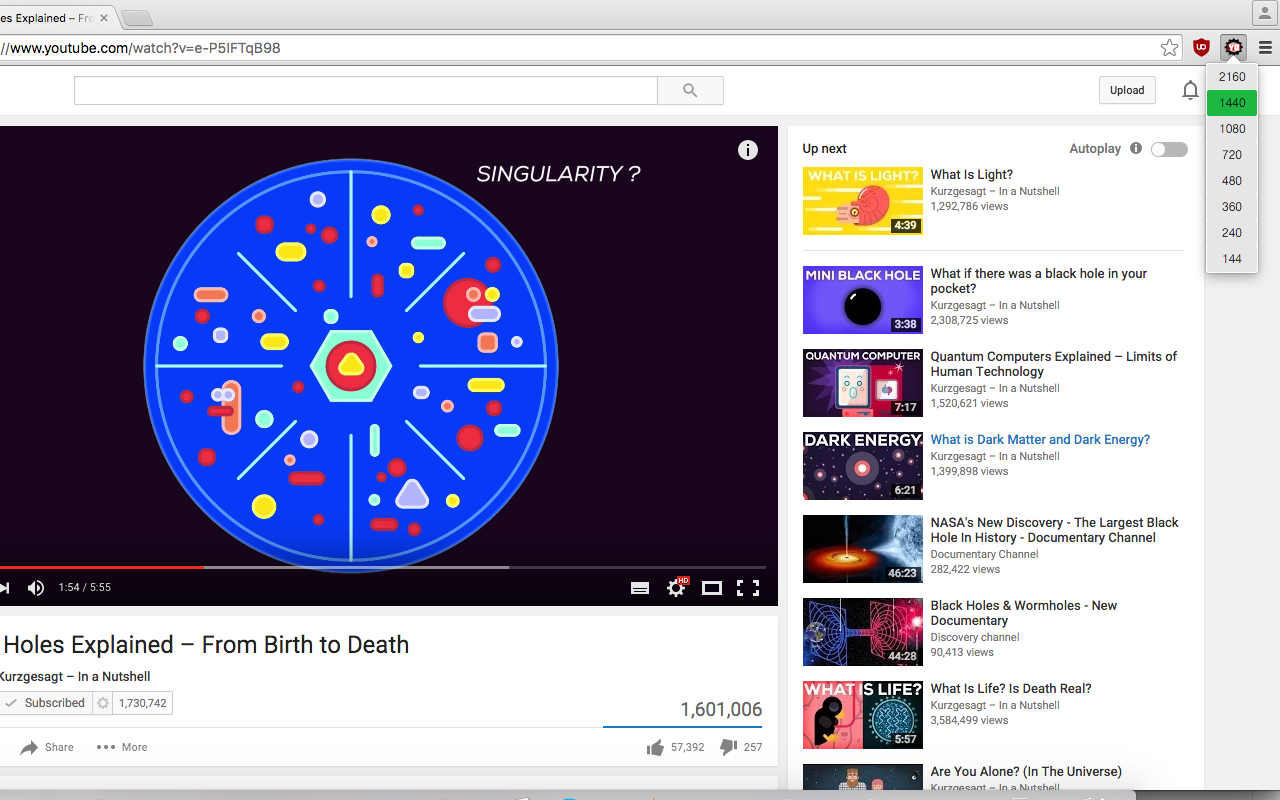 es Explained – Fro
//www.youtube.com/watch?v=e-P5IFTqB98
2160
1440
1080
720
480
360
240
144
Upload
SINGULARITY ?
1:54 / 5:55
HD
Holes Explained – From Birth to Death
Kurzgesagt – In a Nutshell
Subscribed 1,730,742
1,601,006
Share
More
57,392
257
Up next
Autoplay
WHAT IS LIGHT?
4:39
What Is Light?
Kurzgesagt – In a Nutshell
1,292,786 views
MINI BLACK HOLE
3:38
What if there was a black hole in your
pocket?
Kurzgesagt – In a Nutshell
2,308,725 views
QUANTUM COMPUTER
7:17
Quantum Computers Explained – Limits of
Human Technology
Kurzgesagt – In a Nutshell
1,520,621 views
DARK ENERGY
6:21
What is Dark Matter and Dark Energy?
Kurzgesagt – In a Nutshell
1,399,898 views
46:23
NASA's New Discovery - The Largest Black
Hole In History - Documentary Channel
Documentary Channel
282,422 views
44:28
Black Holes & Wormholes - New
Documentary
Discovery channel
90,413 views
WHAT IS LIFE?
5:57
What Is Life? Is Death Real?
Kurzgesagt – In a Nutshell
3,584,499 views
Are You Alone? (In The Universe)
Kurzgesagt – In a Nutshell